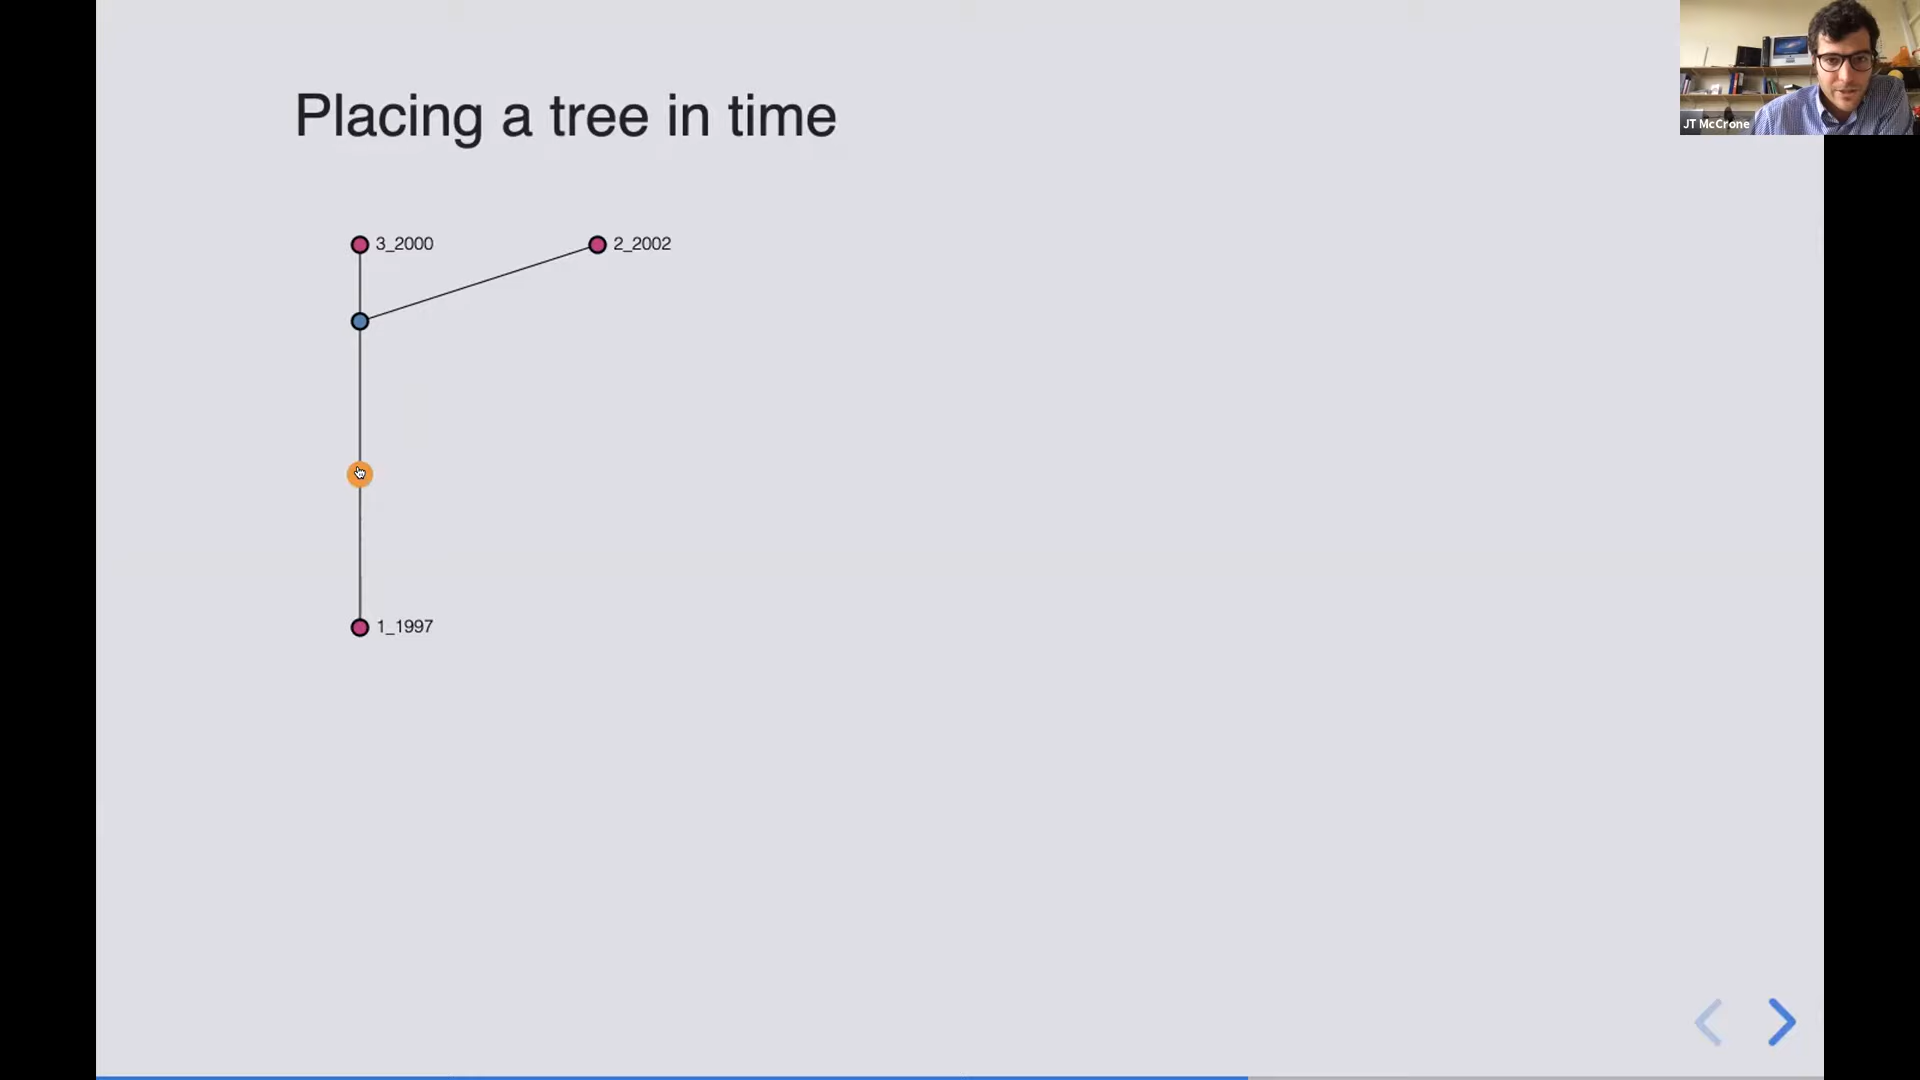 Placing a tree in time
JT McCrone
3_2000
2_2002
1_1997